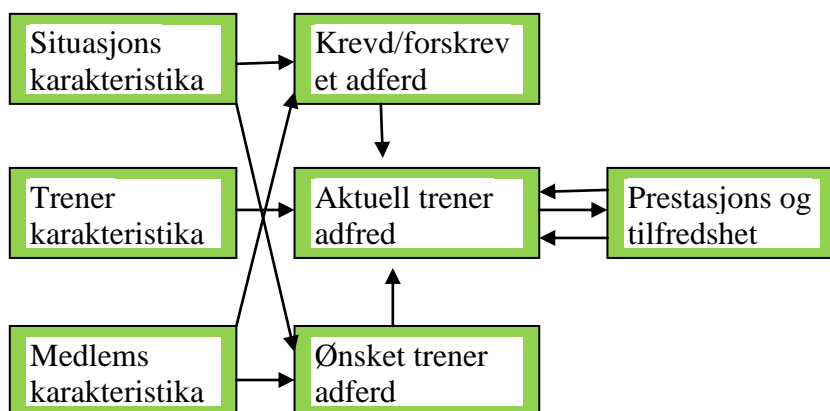 Situasjons
karakteristika
Krevd/forskrev
et adferd
Trener
karakteristika
Aktuell trener
adfred
Prestasjons og
tilfredshet
Medlems
karakteristika
Ønsket trener
adferd